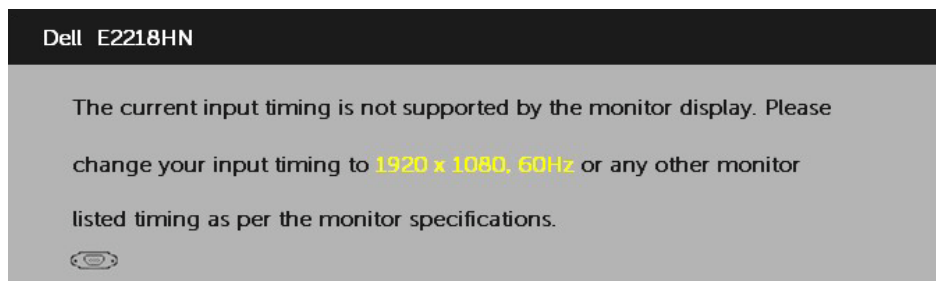 Dell E2218HN
The current input timing is not supported by the monitor display. Please
change your input timing to 1920 x 1080, 60Hz or any other monitor
listed timing as per the monitor specifications.